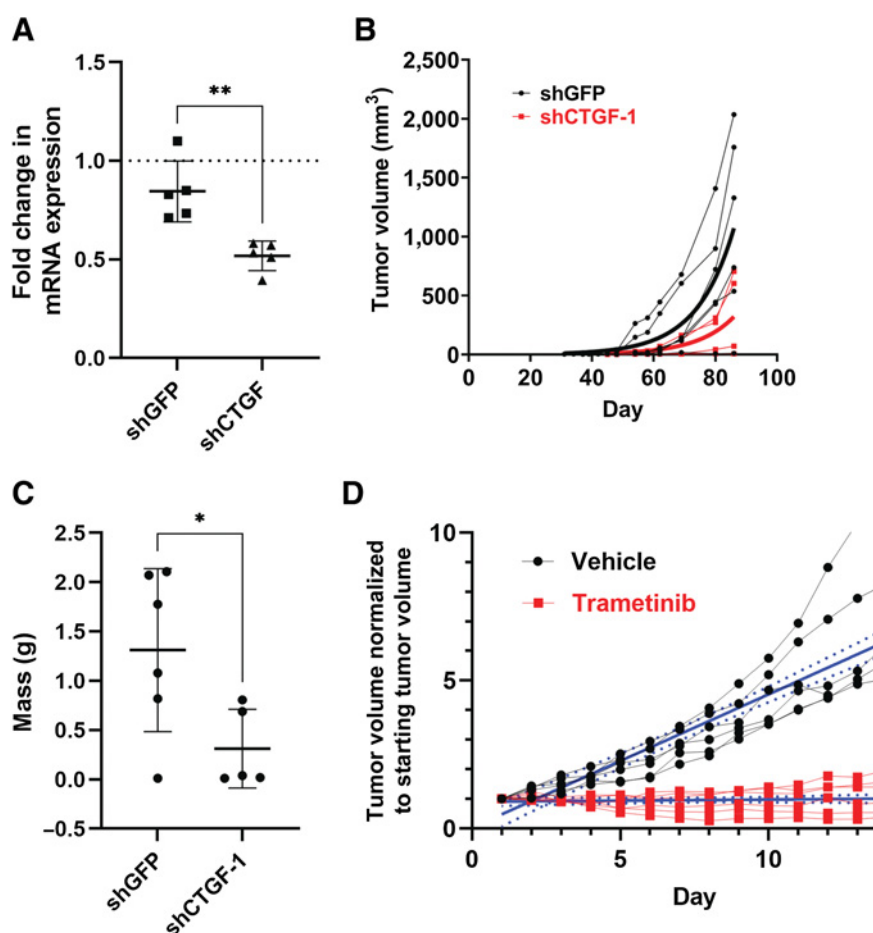 A
Fold change in
mRNA expression
1.5
1.0
0.5
0.0
**
shGFP
shCTGF
B
Tumor volume (mm³)
2,500
2,000
1,500
1,000
500
0
shGFP
shCTGF-1
0 20 40 60 80 100
Day
C
Mass (g)
2.5
2.0
1.5
1.0
0.5
0.0
–0.5
*
shGFP
shCTGF-1
D
Tumor volume normalized
to starting tumor volume
10
5
1
0
Vehicle
Trametinib
0 5 10
Day